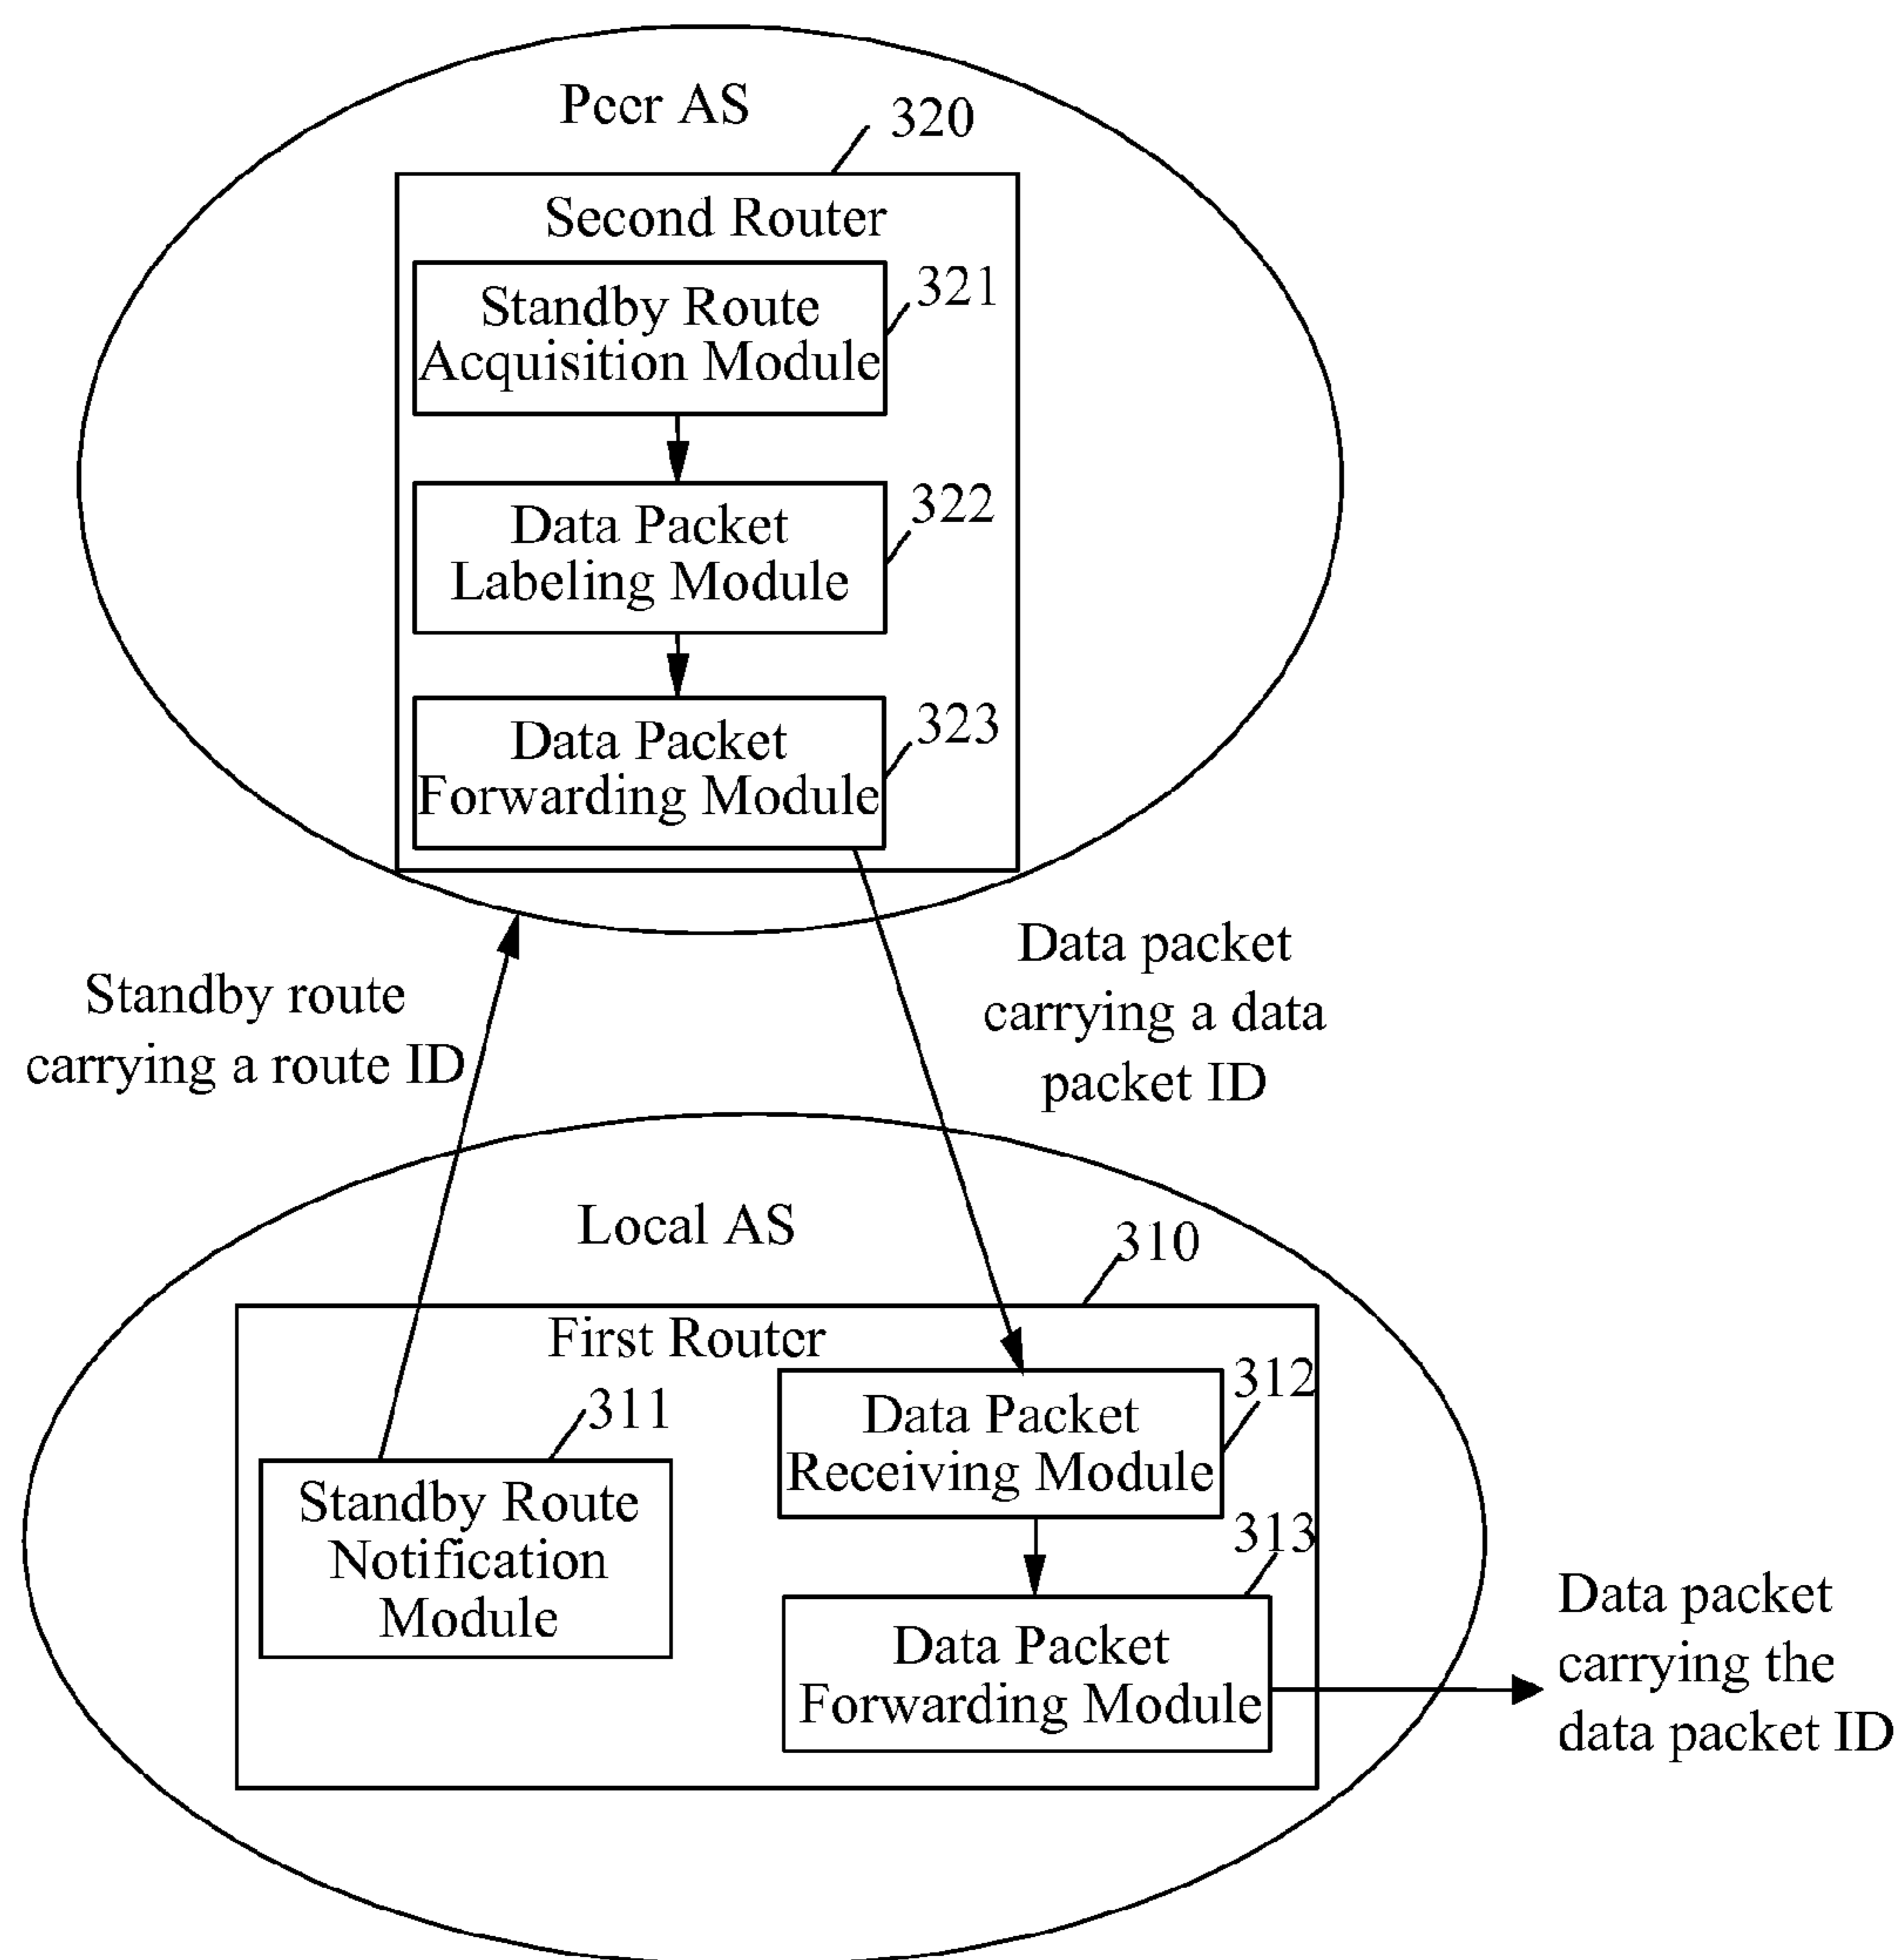 Peer AS
320
Second Router
Standby Route
Acquisition Module
321
Data Packet
Labeling Module
322
Data Packet
Forwarding Module
323
Standby route
carrying a route ID
Data packet
carrying a data
packet ID
Local AS
310
First Router
311
Standby Route
Notification
Module
312
Data Packet
Receiving Module
313
Data Packet
Forwarding Module
Data packet
carrying the
data packet ID